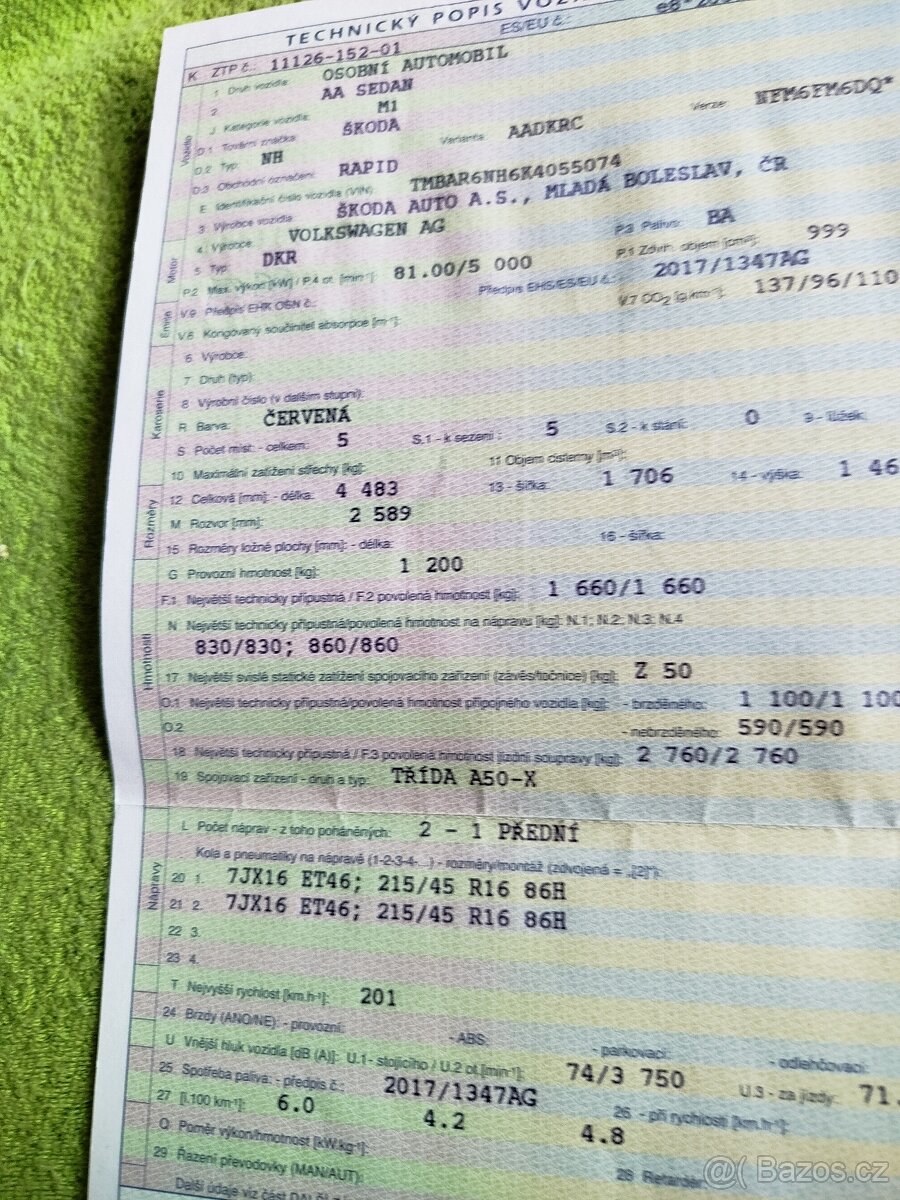 TECHNICKÝ POPIS
K ZTP č.: 11126-152-01 ES/EU č.:
1 Druh vozidla: OSOBNÍ AUTOMOBIL
2 AA SEDAN
J Kategorie vozidla: M1
D.1 Tovární značka: ŠKODA
D.2 Typ: NH Varianta: AADKRC Verze: NFM6FM6DQ*
D.3 Obchodní označení: RAPID
E Identifikační číslo vozidla (VIN): TMBAR6NH6K4055074
3 Výrobce vozidla: ŠKODA AUTO A.S., MLADÁ BOLESLAV, ČR
4 Výrobce: VOLKSWAGEN AG
5 Typ: DKR P.3 Palivo: BA
P.2 Max. výkon [kW] / P.4 ot. [min⁻¹]: 81.00/5 000 P.1 Zdvih. objem [cm³]: 999
V.9 Předpis EHK OSN č.: Předpis EHS/ES/EU č.: 2017/1347AG
V.6 Korigovaný součinitel absorpce [m⁻¹]: V.7 CO₂ [g.km⁻¹]: 137/96/110
6 Výrobce:
7 Druh (typ):
8 Výrobní číslo (v dalším stupni):
R Barva: ČERVENÁ
S Počet míst: - celkem: 5 S.1 - k sezení: 5 S.2 - k stání: 0 9 - lůžek:
10 Maximální zatížení střechy [kg]: 11 Objem cisterny [m³]:
12 Celková [mm]: - délka: 4 483 13 - šířka: 1 706 14 - výška: 1 46
M Rozvor [mm]: 2 589
15 Rozměry ložné plochy [mm]: - délka: 16 - šířka:
G Provozní hmotnost [kg]: 1 200
F.1 Největší technicky přípustná / F.2 povolená hmotnost [kg]: 1 660/1 660
N Největší technicky přípustná/povolená hmotnost na nápravu [kg]: N.1; N.2; N.3; N.4
830/830; 860/860
17 Největší svislé statické zatížení spojovacího zařízení (závěs/točnice) [kg]: Z 50
O.1 Největší technicky přípustná/povolená hmotnost přípojného vozidla [kg]: - brzděného: 1 100/1 100
O.2 - nebrzděného: 590/590
18 Největší technicky přípustná / F.3 povolená hmotnost jízdní soupravy [kg]: 2 760/2 760
19 Spojovací zařízení - druh a typ: TŘÍDA A50-X
L Počet náprav - z toho poháněných: 2 - 1 PŘEDNÍ
Kola a pneumatiky na nápravě (1-2-3-4-...) - rozměry/montáž (zdvojená = „[2]"):
20 1. 7JX16 ET46; 215/45 R16 86H
21 2. 7JX16 ET46; 215/45 R16 86H
22 3.
23 4.
T Nejvyšší rychlost [km.h⁻¹]: 201
24 Brzdy (ANO/NE): - provozní: - ABS: - parkovací: - odlehčovací:
U Vnější hluk vozidla [dB (A)]: U.1 - stojícího / U.2 ot.[min⁻¹]: 74/3 750 U.3 - za jízdy: 71.
25 Spotřeba paliva: - předpis č.: 2017/1347AG 26 - při rychlosti [km.h⁻¹]:
27 [l.100 km⁻¹]: 6.0 4.2 4.8
Q Poměr výkon/hmotnost [kW.kg⁻¹]:
29 Řazení převodovky (MAN/AUT): 28 Retardér
Další údaje viz část
Vozidlo
Motor
Emise
Karoserie
Rozměry
Hmotnosti
Nápravy
@( Bazos.cz